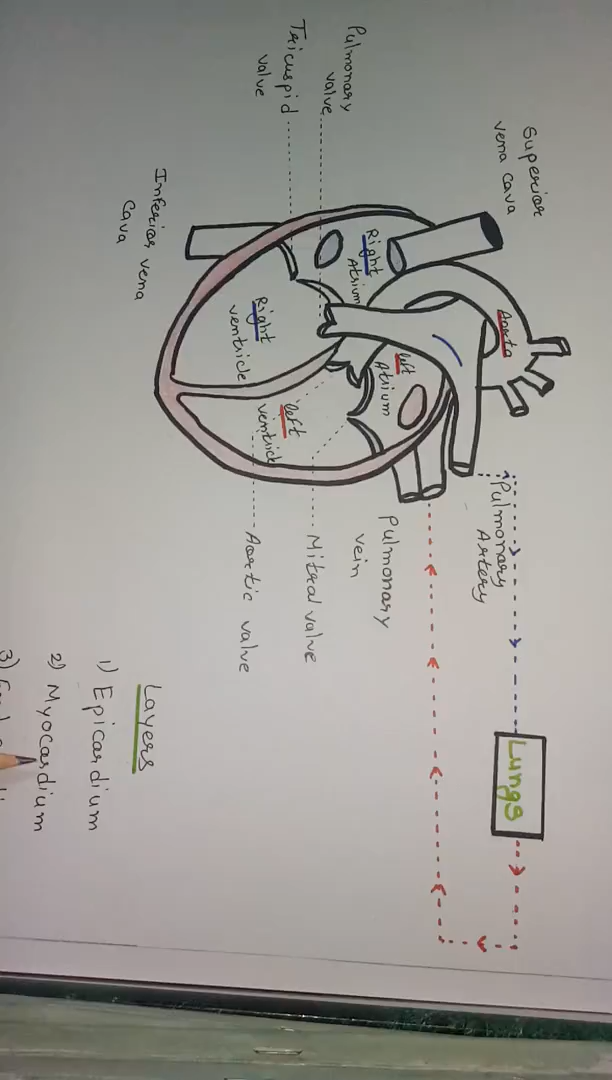 Superior
vena cava
Pulmonary
valve
Tricuspid
valve
Inferior vena
cava
Aorta
Right
Atrium
left
Atrium
Right
ventricle
left
ventricle
Pulmonary
Artery
Pulmonary
vein
Mitral valve
Aortic valve
Lungs
Layers
1) Epicardium
2) Myocardium
3)